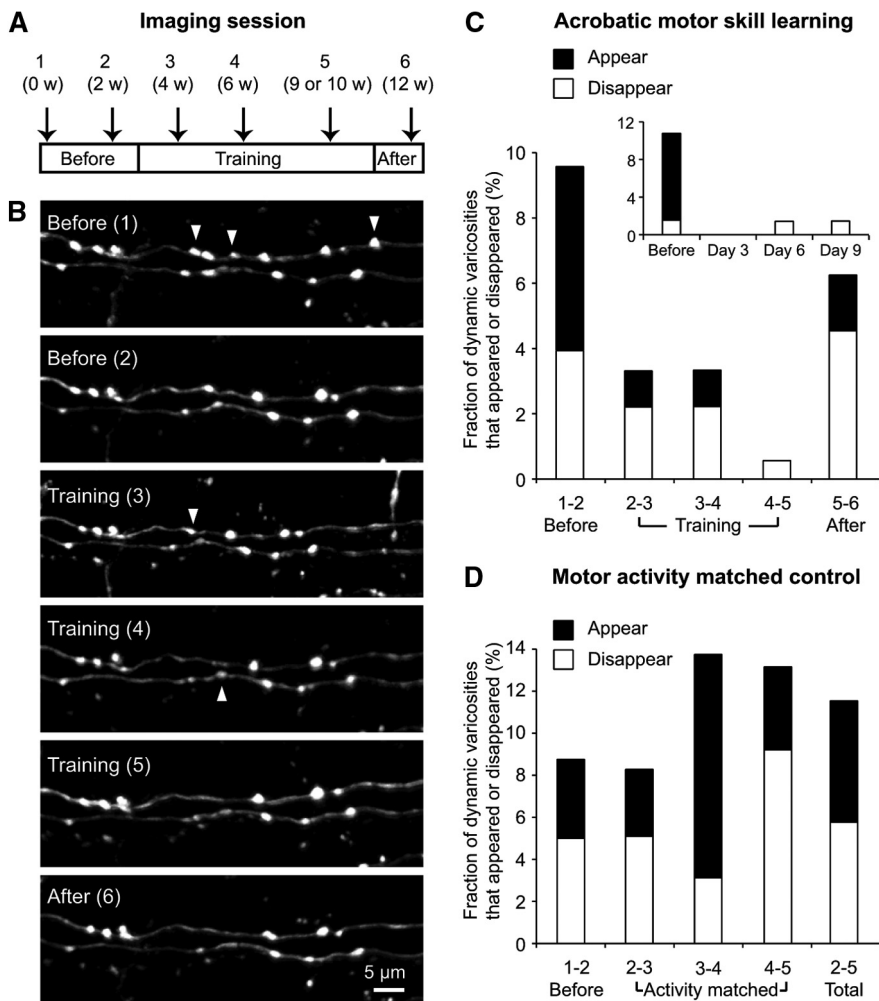 A
Imaging session
1 2 3 4 5 6
(0 w) (2 w) (4 w) (6 w) (9 or 10 w) (12 w)
Before Training After
B
Before (1)
Before (2)
Training (3)
Training (4)
Training (5)
After (6)
5 µm
C
Acrobatic motor skill learning
Appear
Disappear
Fraction of dynamic varicosities
that appeared or disappeared (%)
10
8
6
4
2
0
12
8
4
0
Before Day 3 Day 6 Day 9
1-2 2-3 3-4 4-5 5-6
Before Training After
D
Motor activity matched control
Appear
Disappear
Fraction of dynamic varicosities
that appeared or disappeared (%)
14
12
10
8
6
4
2
0
1-2 2-3 3-4 4-5 2-5
Before Activity matched Total